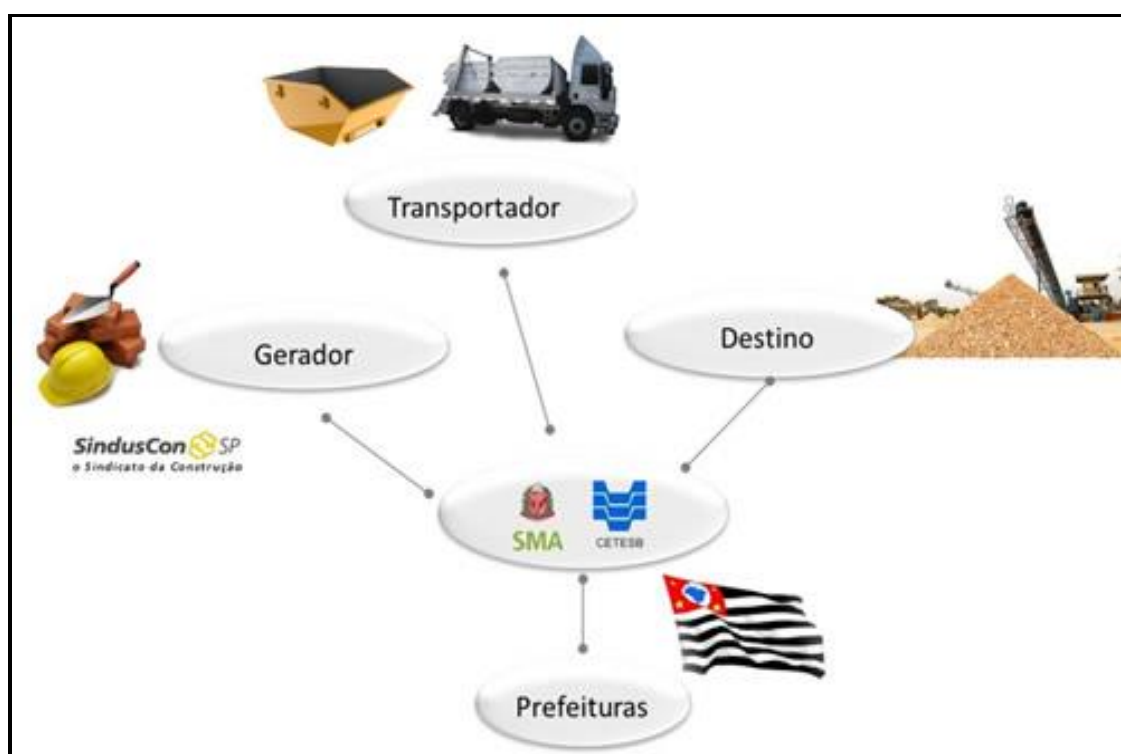 Transportador
Gerador
Destino
SindusCon SP
o Sindicato da Construção
SMA
CETESB
Prefeituras